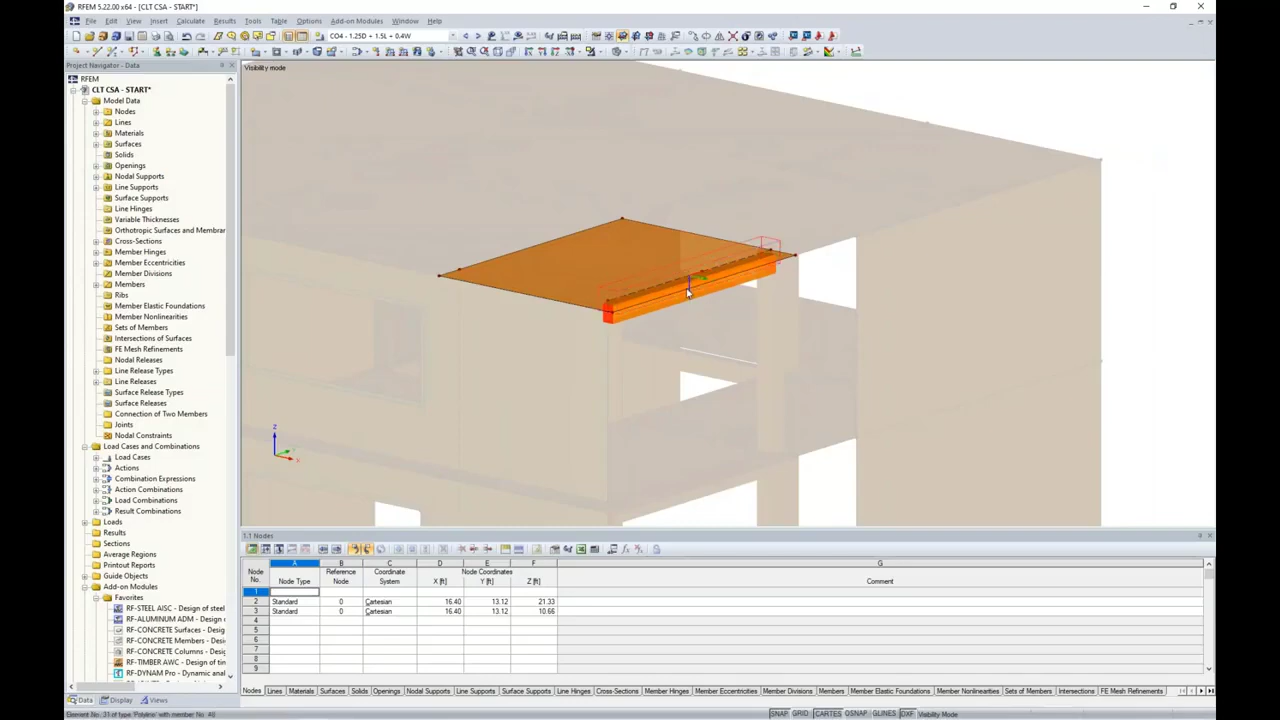 RFEM 5.22.00 x64 - [CLT CSA - START*]
File Edit View Insert Calculate Results Tools Table Options Add-on Modules Window Help
CO4 - 1.25D + 1.5L + 0.4W
Project Navigator - Data
Visibility mode
RFEM
CLT CSA - START*
Model Data
Nodes
Lines
Materials
Surfaces
Solids
Openings
Nodal Supports
Line Supports
Surface Supports
Line Hinges
Variable Thicknesses
Orthotropic Surfaces and Membra
Cross-Sections
Member Hinges
Member Eccentricities
Member Divisions
Members
Ribs
Member Elastic Foundations
Member Nonlinearities
Sets of Members
Intersections of Surfaces
FE Mesh Refinements
Nodal Releases
Line Release Types
Line Releases
Surface Release Types
Surface Releases
Connection of Two Members
Joints
Nodal Constraints
Load Cases and Combinations
Load Cases
Actions
Combination Expressions
Action Combinations
Load Combinations
Result Combinations
Loads
Results
Sections
Average Regions
Printout Reports
Guide Objects
Add-on Modules
Favorites
RF-STEEL AISC - Design of steel
RF-ALUMINUM ADM - Design o
RF-CONCRETE Surfaces - Design
RF-CONCRETE Members - Desi
RF-CONCRETE Columns - Desig
RF-TIMBER AWC - Design of tim
RF-DYNAM Pro - Dynamic anal
Data Display Views
Z
X
1.1 Nodes
A B C D E F G
Node Reference Coordinate Node Coordinates
No. Node Type Node System X [ft] Y [ft] Z [ft] Comment
1
2 Standard 0 Cartesian 16.40 13.12 21.33
3 Standard 0 Cartesian 16.40 13.12 10.66
4
5
6
7
8
9
Nodes Lines Materials Surfaces Solids Openings Nodal Supports Line Supports Surface Supports Line Hinges Cross-Sections Member Hinges Member Eccentricities Member Divisions Members Member Elastic Foundations Member Nonlinearities Sets of Members Intersections FE Mesh Refinements
Element No. 31 of type 'Polyline' with member No. 48
SNAP GRID CARTES OSNAP GLINES DXF Visibility Mode